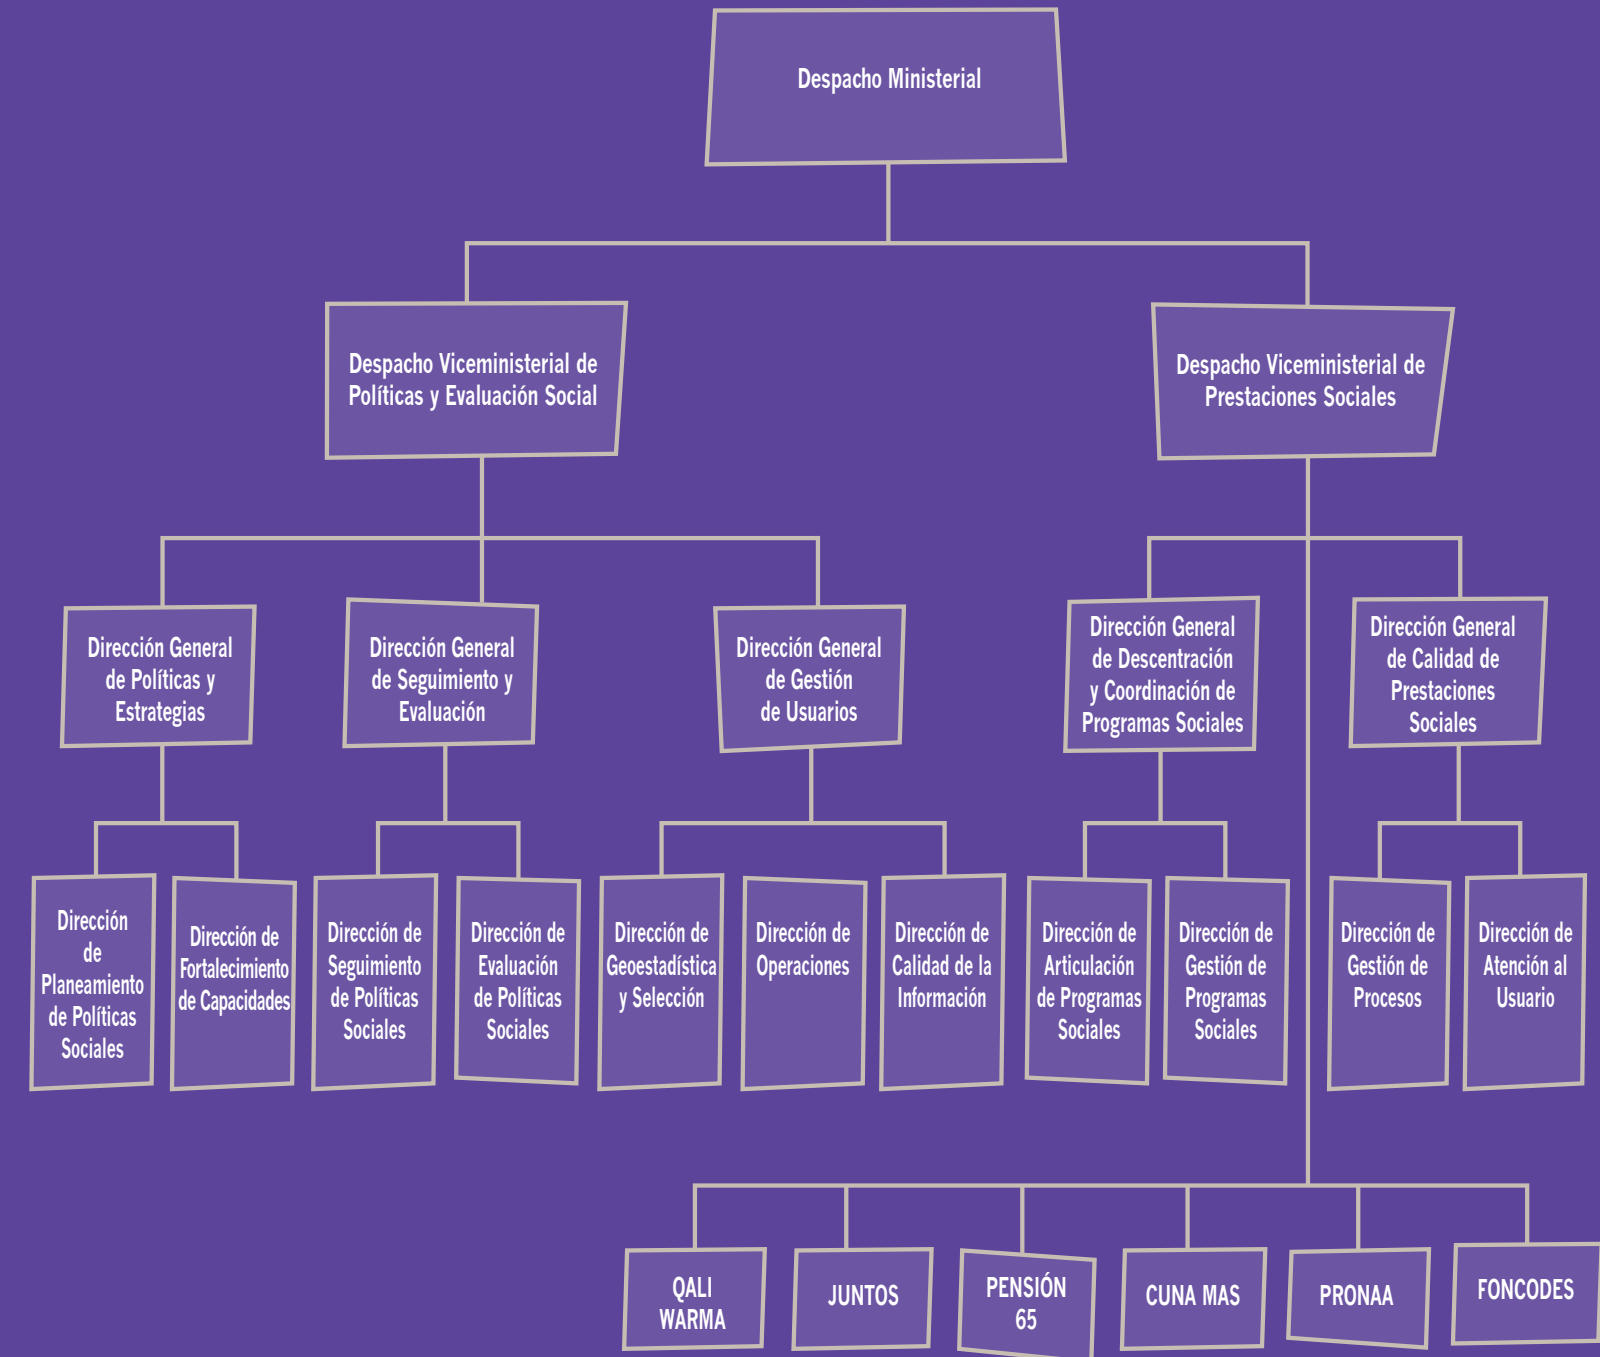 Despacho Ministerial
Despacho Viceministerial de
Políticas y Evaluación Social
Despacho Viceministerial de
Prestaciones Sociales
Dirección General
de Políticas y
Estrategias
Dirección General
de Seguimiento y
Evaluación
Dirección General
de Gestión
de Usuarios
Dirección General
de Descentración
y Coordinación de
Programas Sociales
Dirección General
de Calidad de
Prestaciones
Sociales
Dirección
de
Planeamiento
de Políticas
Sociales
Dirección de
Fortalecimiento
de Capacidades
Dirección de
Seguimiento
de Políticas
Sociales
Dirección de
Evaluación
de Políticas
Sociales
Dirección de
Geoestadística
y Selección
Dirección de
Operaciones
Dirección de
Calidad de la
Información
Dirección de
Articulación
de Programas
Sociales
Dirección de
Gestión de
Programas
Sociales
Dirección de
Gestión de
Procesos
Dirección de
Atención al
Usuario
QALI
WARMA
JUNTOS
PENSIÓN
65
CUNA MAS
PRONAA
FONCODES